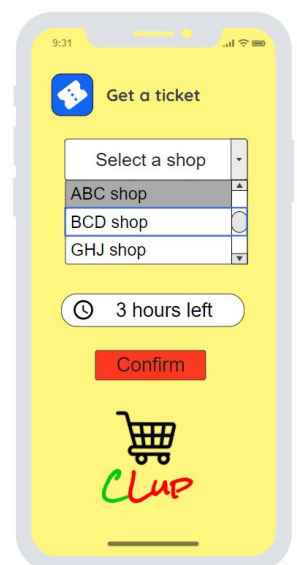 9:31
Get a ticket
Select a shop
ABC shop
BCD shop
GHJ shop
3 hours left
Confirm
CLup